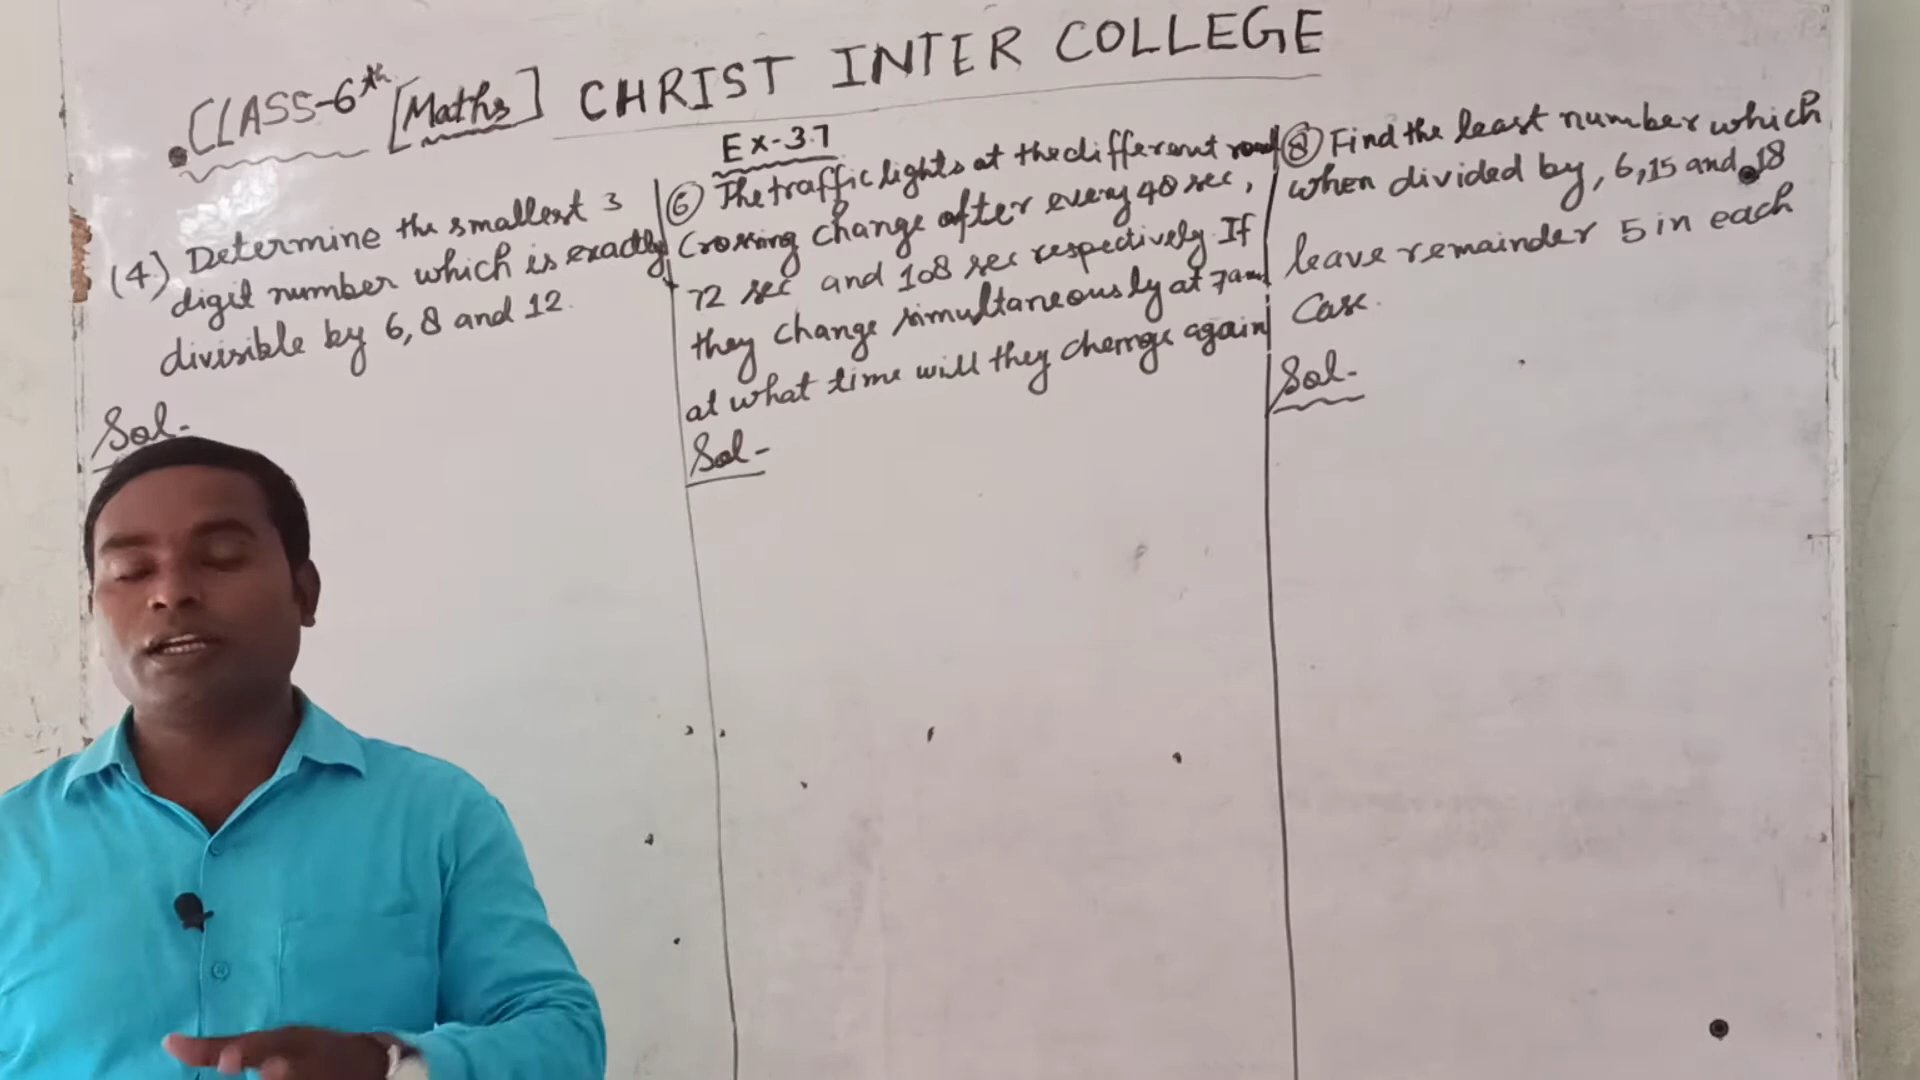 CLASS-6th [Maths] CHRIST INTER COLLEGE
Ex-3.7
(4) Determine the smallest 3
digit number which is exactly
divisible by 6, 8 and 12.
Sol-
(6) The traffic lights at the different road
Crossing change after every 48 sec,
72 sec and 108 sec respectively. If
they change simultaneously at 7am
at what time will they change again
Sol-
(8) Find the least number which
when divided by, 6, 15 and 18
leave remainder 5 in each
Case.
Sol-